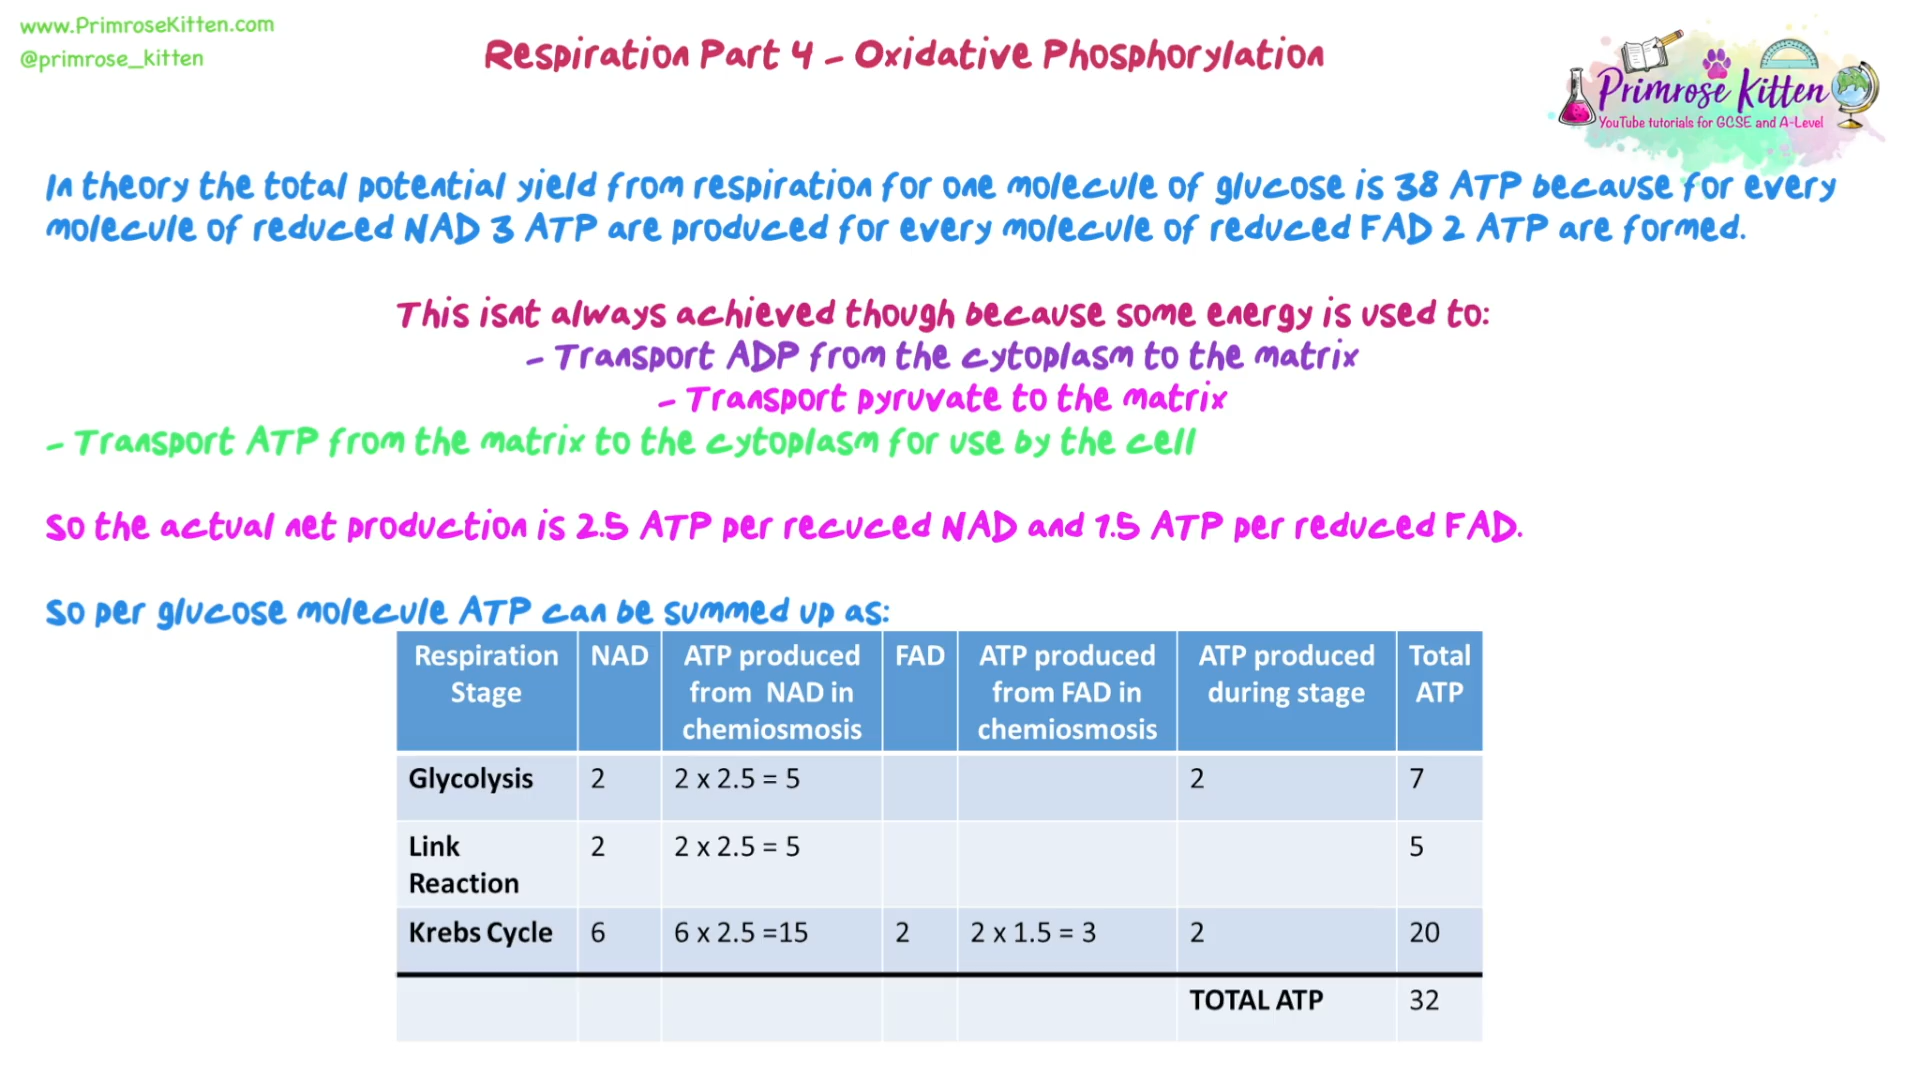 www.PrimroseKitten.com
@primrose_kitten
Respiration Part 4 - Oxidative Phosphorylation
Primrose Kitten
YouTube tutorials for GCSE and A-Level
In theory the total potential yield from respiration for one molecule of glucose is 38 ATP because for every
molecule of reduced NAD 3 ATP are produced for every molecule of reduced FAD 2 ATP are formed.
This isnt always achieved though because some energy is used to:
- Transport ADP from the cytoplasm to the matrix
- Transport pyruvate to the matrix
- Transport ATP from the matrix to the cytoplasm for use by the cell
So the actual net production is 2.5 ATP per recuced NAD and 1.5 ATP per reduced FAD.
So per glucose molecule ATP can be summed up as:
Respiration Stage NAD ATP produced from NAD in chemiosmosis FAD ATP produced from FAD in chemiosmosis ATP produced during stage Total ATP
Glycolysis 2 2 x 2.5 = 5 2 7
Link Reaction 2 2 x 2.5 = 5 5
Krebs Cycle 6 6 x 2.5 =15 2 2 x 1.5 = 3 2 20
TOTAL ATP 32